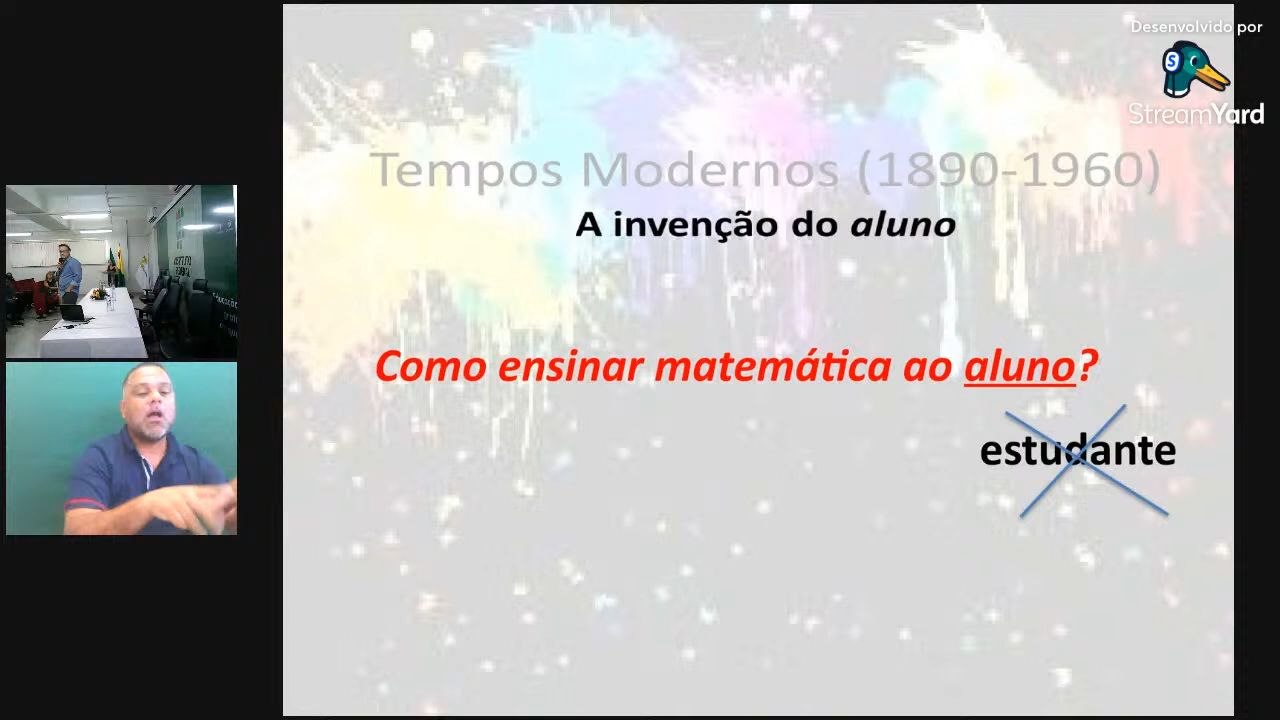 Desenvolvido por
StreamYard
Tempos Modernos (1890-1960)
A invenção do aluno
Como ensinar matemática ao aluno?
estudante